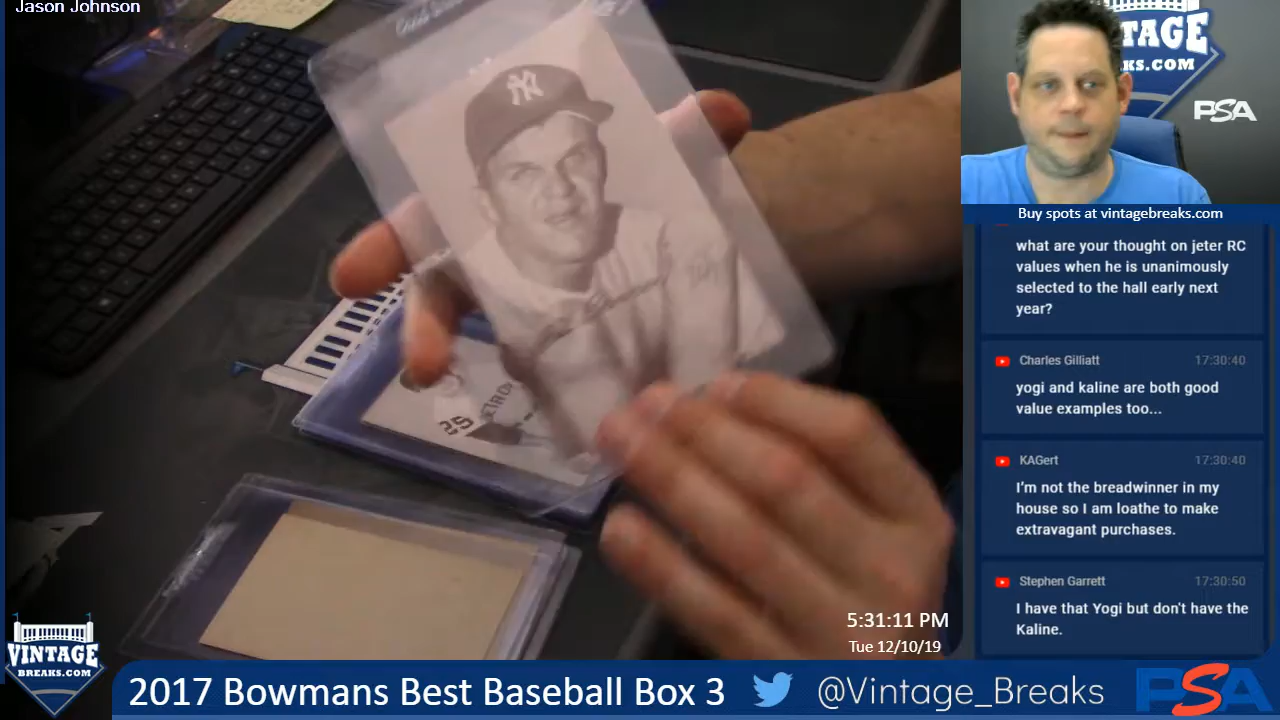 Jason Johnson
NY
25
VINTAGE
BREAKS.COM
TAGE
KS.COM
PSA
Buy spots at vintagebreaks.com
what are your thought on jeter RC
values when he is unanimously
selected to the hall early next
year?
Charles Gilliatt 17:30:40
yogi and kaline are both good
value examples too...
KAGert 17:30:40
I'm not the breadwinner in my
house so I am loathe to make
extravagant purchases.
Stephen Garrett 17:30:50
I have that Yogi but don't have the
Kaline.
5:31:11 PM
Tue 12/10/19
2017 Bowmans Best Baseball Box 3
@Vintage_Breaks
PSA